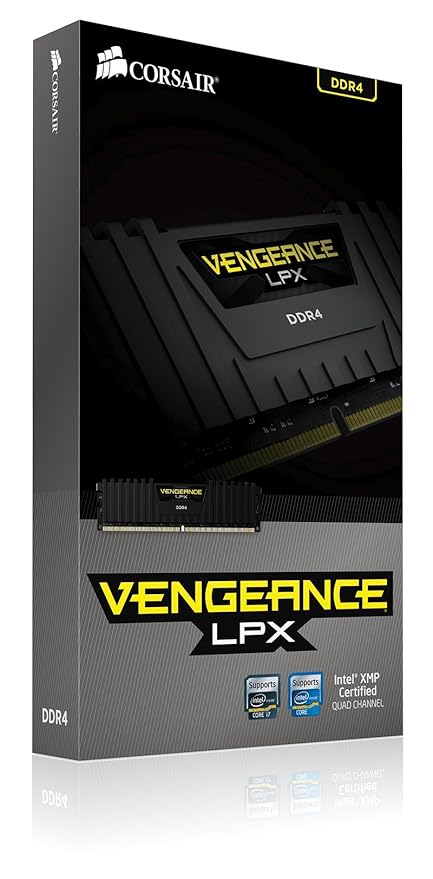 CORSAIR
CORSAIR
DDR4
VENGEANCE
LPX
DDR4
VENGEANCE
LPX
DDR4
VENGEANCE
LPX
Supports
intel
CORE i7
Supports
intel
CORE
Intel® XMP
Certified
QUAD CHANNEL
DDR4